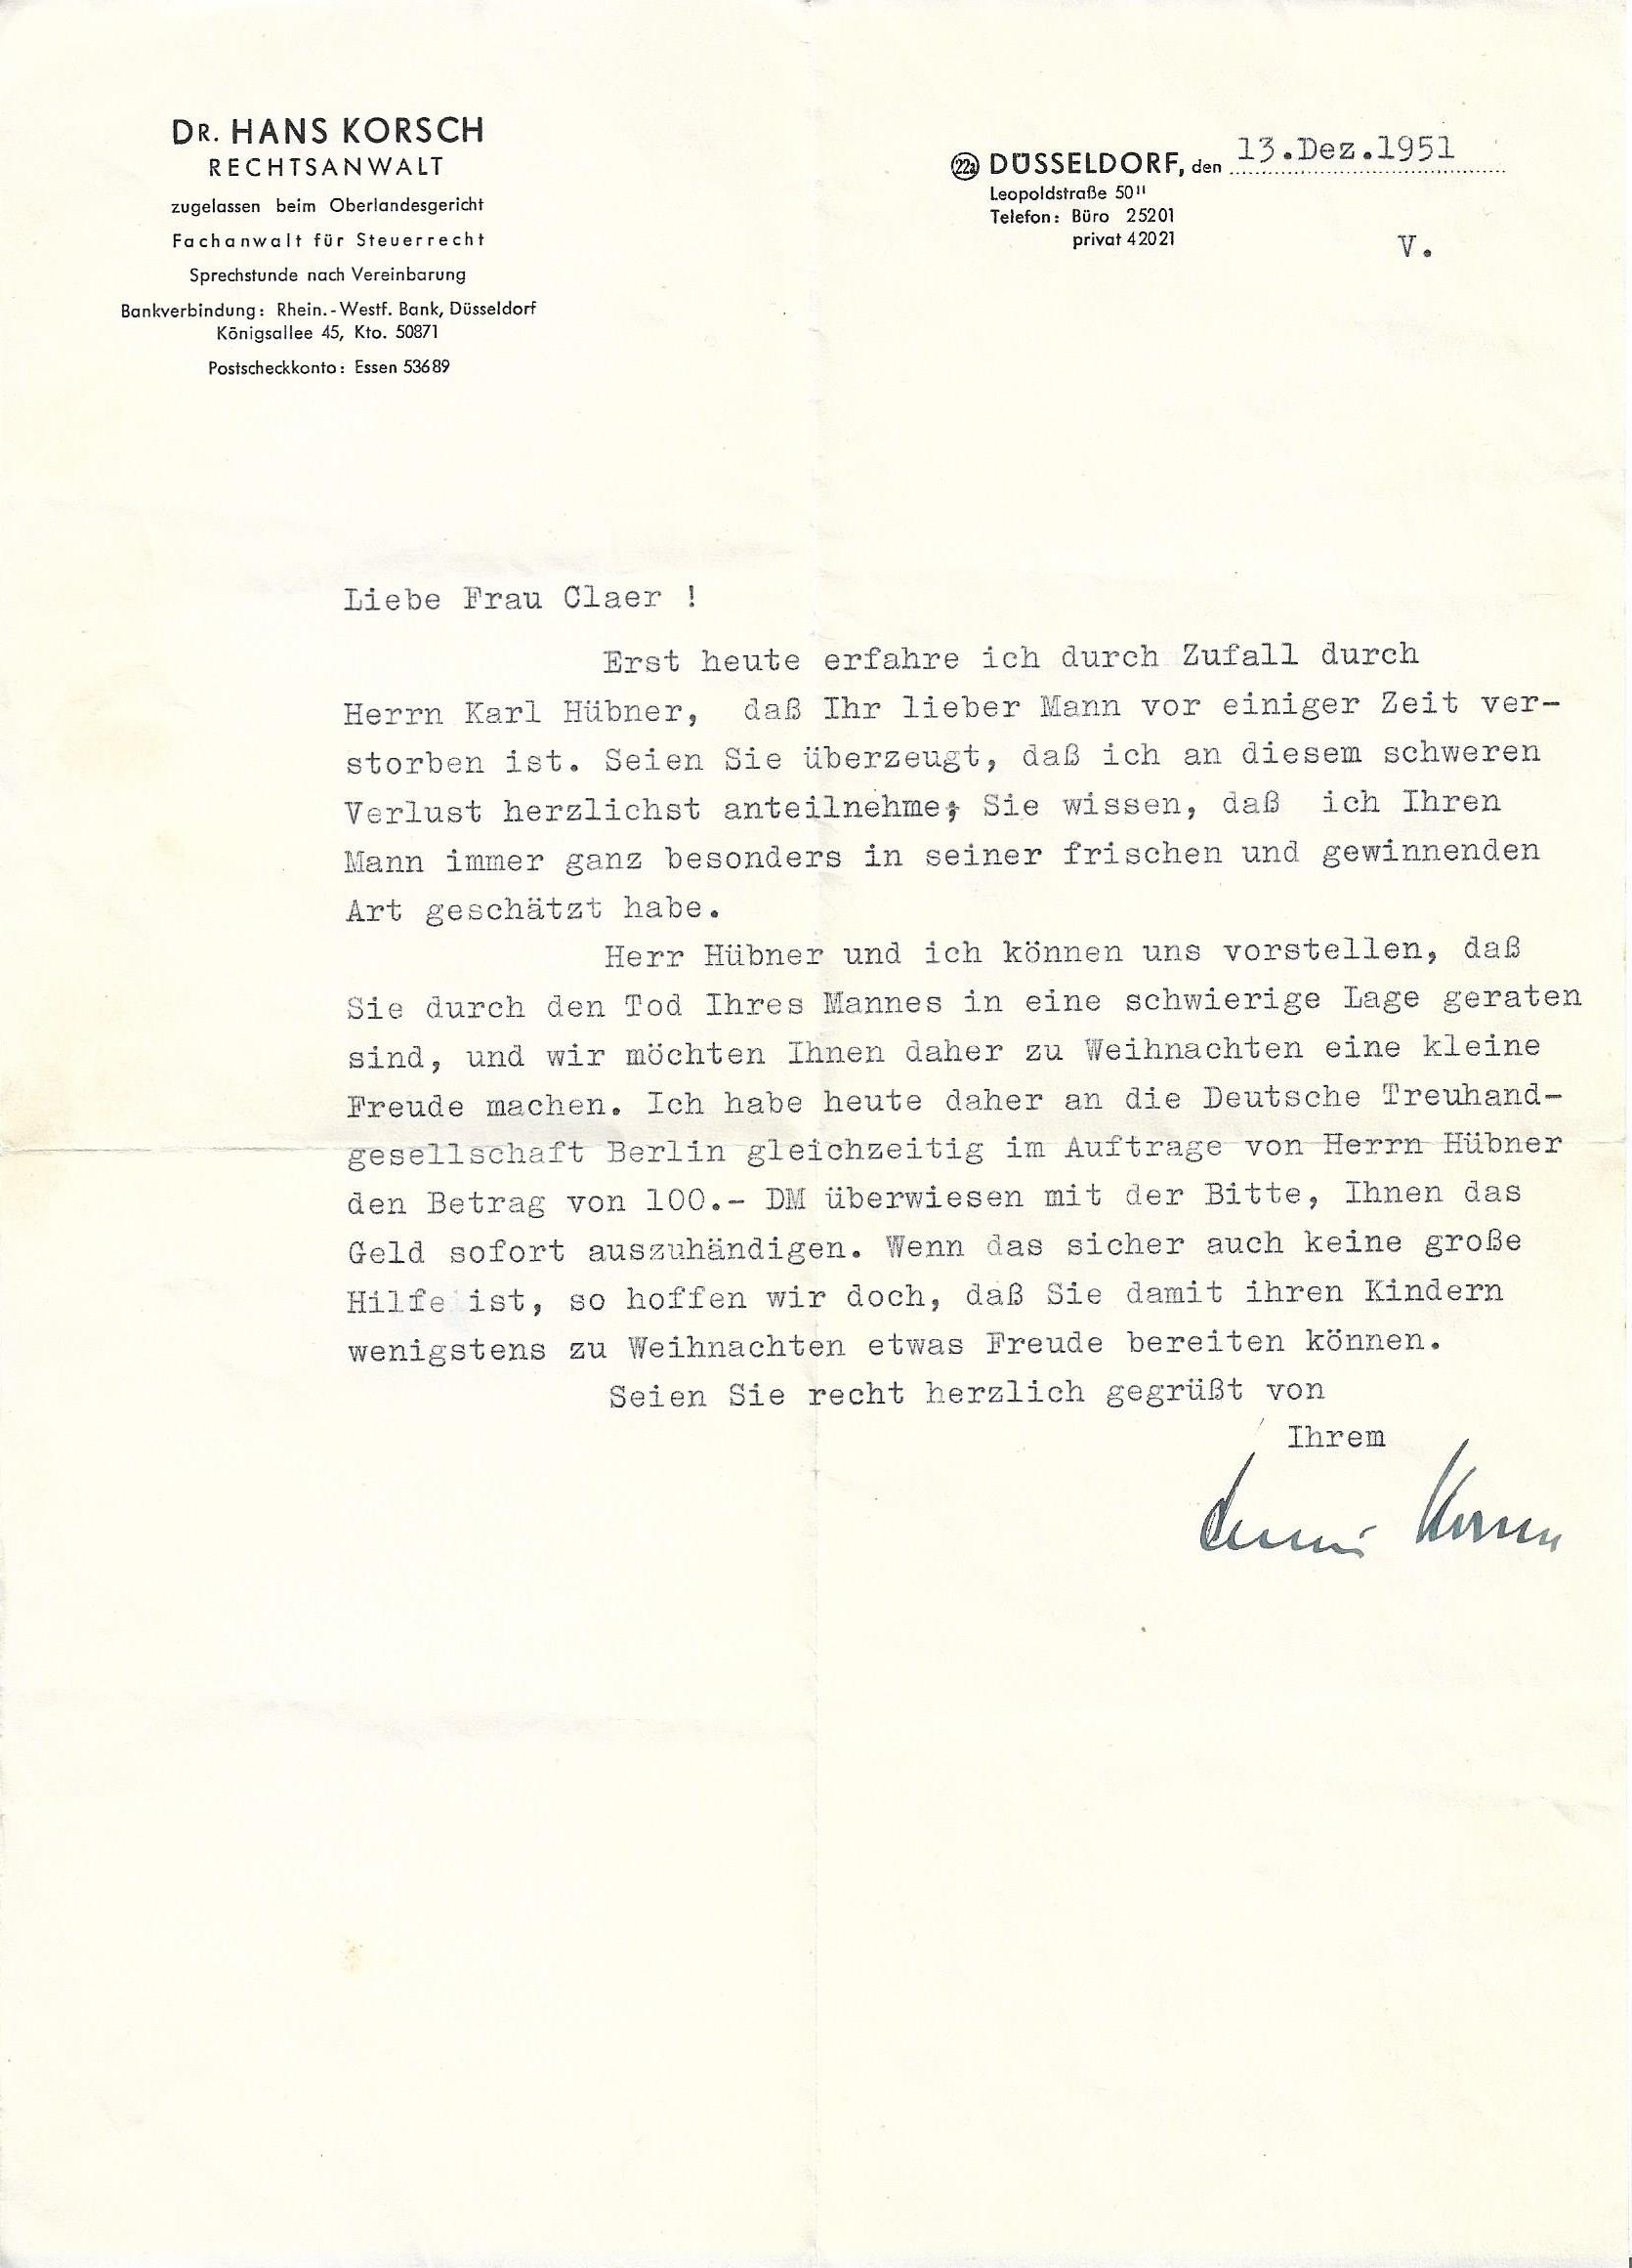 DR. HANS KORSCH
RECHTSANWALT
zugelassen beim Oberlandesgericht
Fachanwalt für Steuerrecht
Sprechstunde nach Vereinbarung
Bankverbindung: Rhein.-Westf. Bank, Düsseldorf
Königsallee 45, Kto. 50871
Postscheckkonto: Essen 53689
22a DÜSSELDORF, den 13.Dez.1951
Leopoldstraße 50 II
Telefon: Büro 25201
privat 42021
V.
Liebe Frau Claer !
Erst heute erfahre ich durch Zufall durch
Herrn Karl Hübner, daß Ihr lieber Mann vor einiger Zeit ver-
storben ist. Seien Sie überzeugt, daß ich an diesem schweren
Verlust herzlichst anteilnehme; Sie wissen, daß ich Ihren
Mann immer ganz besonders in seiner frischen und gewinnenden
Art geschätzt habe.
Herr Hübner und ich können uns vorstellen, daß
Sie durch den Tod Ihres Mannes in eine schwierige Lage geraten
sind, und wir möchten Ihnen daher zu Weihnachten eine kleine
Freude machen. Ich habe heute daher an die Deutsche Treuhand-
gesellschaft Berlin gleichzeitig im Auftrage von Herrn Hübner
den Betrag von 100.- DM überwiesen mit der Bitte, Ihnen das
Geld sofort auszuhändigen. Wenn das sicher auch keine große
Hilfe ist, so hoffen wir doch, daß Sie damit ihren Kindern
wenigstens zu Weihnachten etwas Freude bereiten können.
Seien Sie recht herzlich gegrüßt von
Ihrem
Korsch